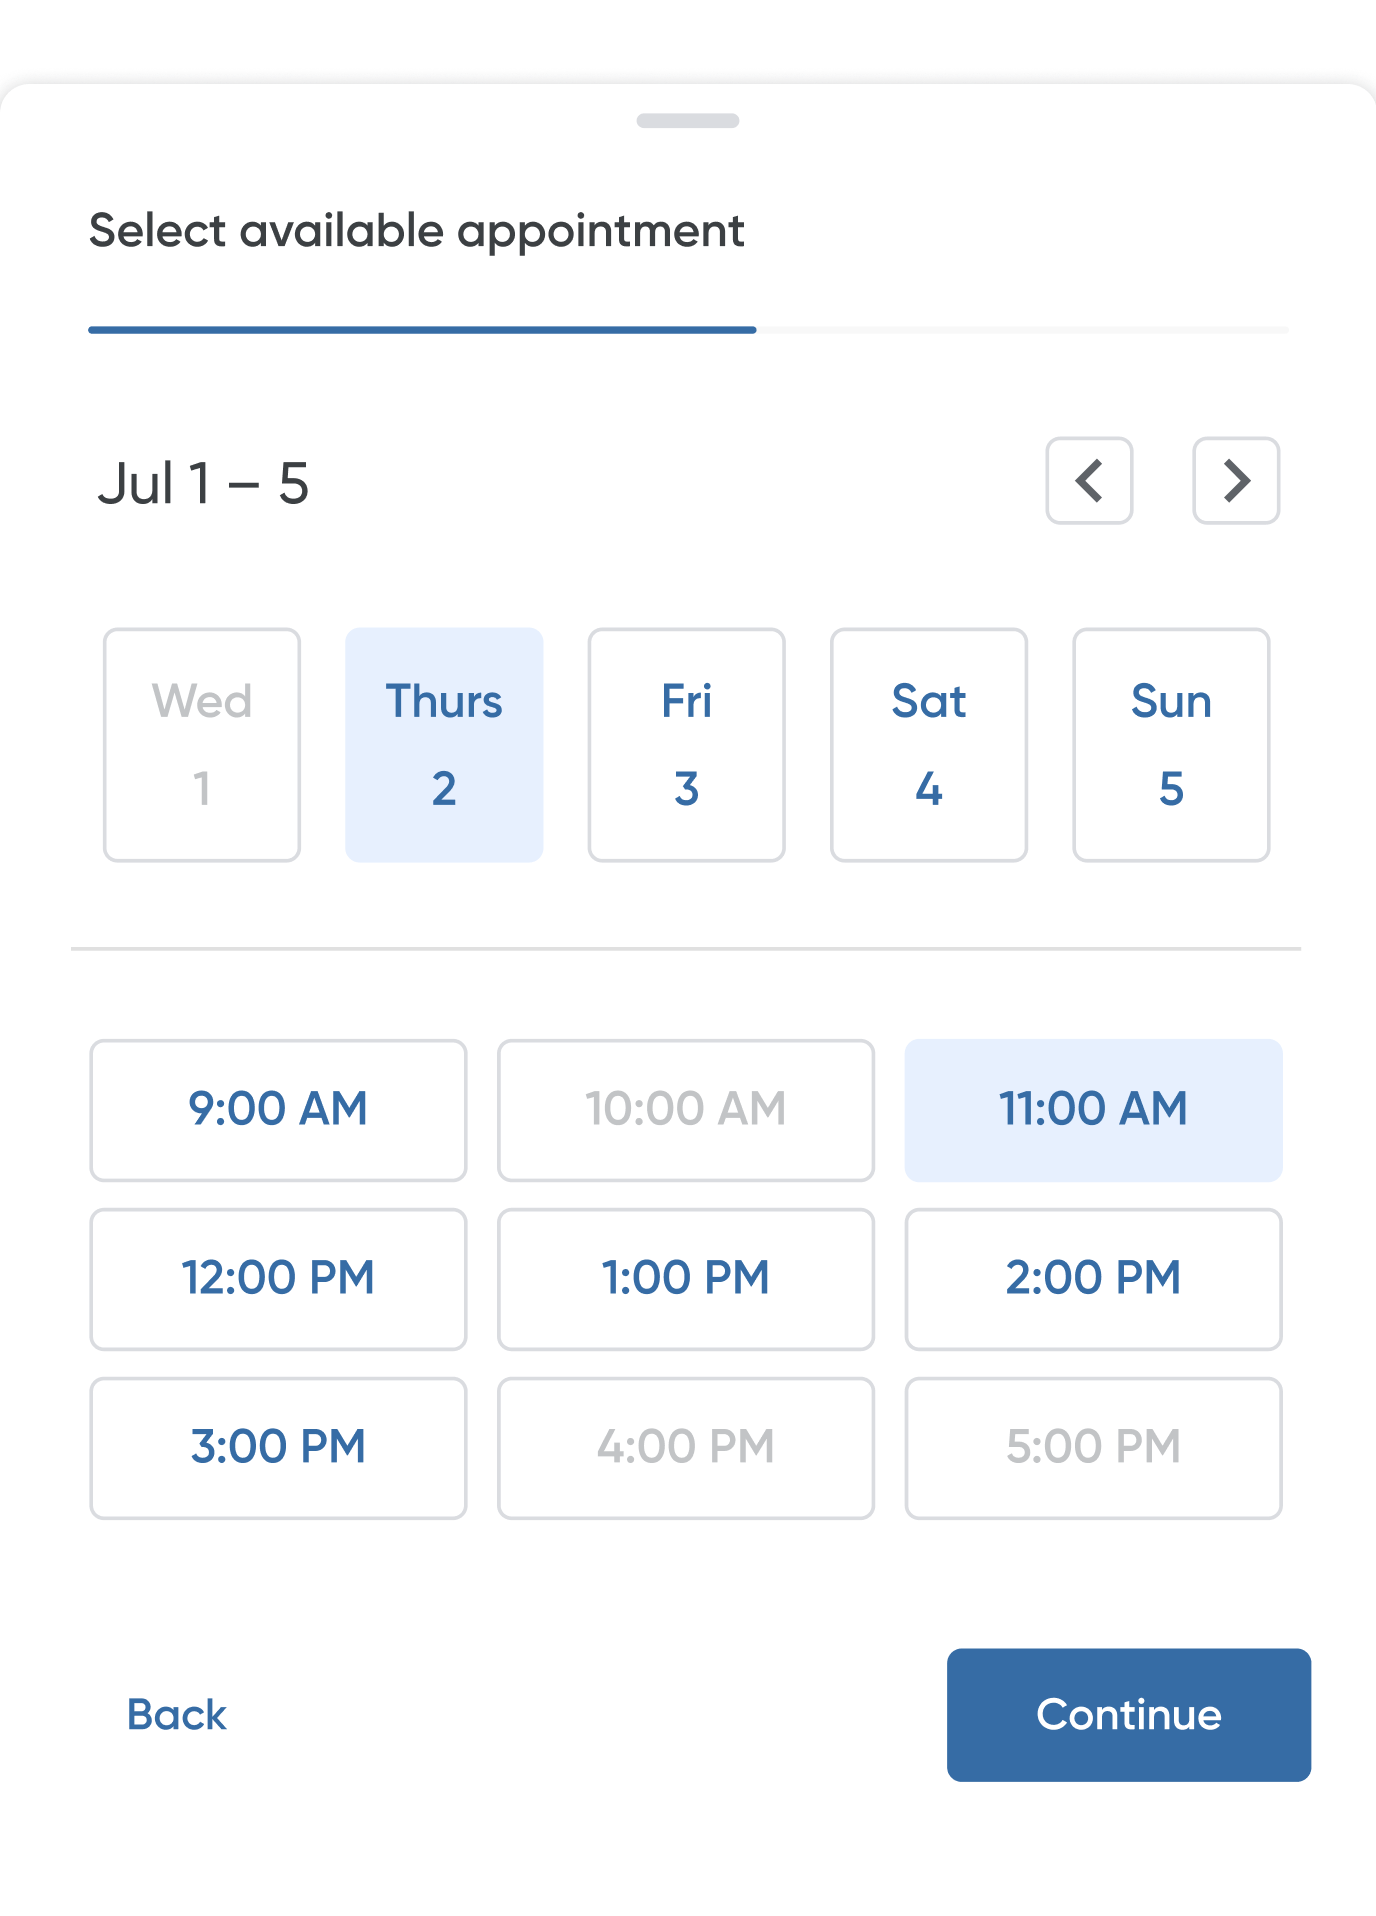 Select available appointment
Jul 1 – 5
Wed Thurs Fri Sat Sun
1 2 3 4 5
9:00 AM 10:00 AM 11:00 AM
12:00 PM 1:00 PM 2:00 PM
3:00 PM 4:00 PM 5:00 PM
Back Continue